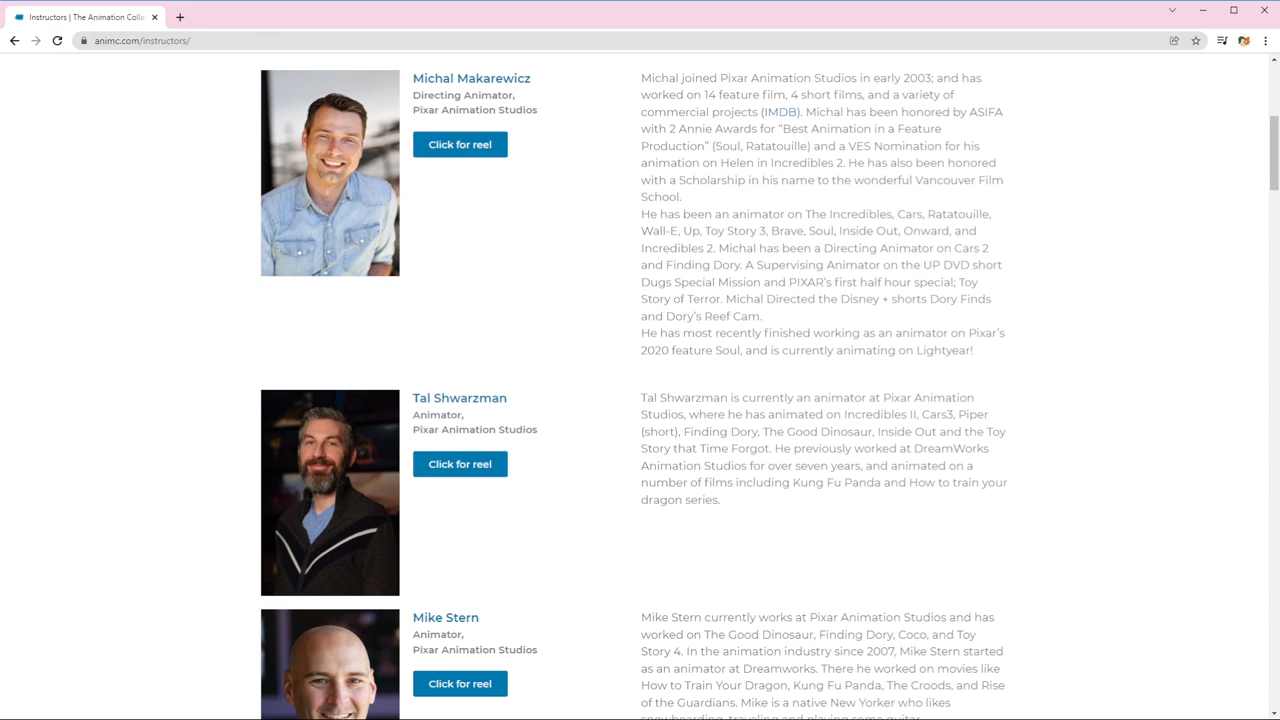 Instructors | The Animation Colla
animc.com/instructors/
Michal Makarewicz
Directing Animator,
Pixar Animation Studios
Click for reel
Michal joined Pixar Animation Studios in early 2003; and has
worked on 14 feature film, 4 short films, and a variety of
commercial projects (IMDB). Michal has been honored by ASIFA
with 2 Annie Awards for “Best Animation in a Feature
Production” (Soul, Ratatouille) and a VES Nomination for his
animation on Helen in Incredibles 2. He has also been honored
with a Scholarship in his name to the wonderful Vancouver Film
School.
He has been an animator on The Incredibles, Cars, Ratatouille,
Wall-E, Up, Toy Story 3, Brave, Soul, Inside Out, Onward, and
Incredibles 2. Michal has been a Directing Animator on Cars 2
and Finding Dory. A Supervising Animator on the UP DVD short
Dugs Special Mission and PIXAR’s first half hour special; Toy
Story of Terror. Michal Directed the Disney + shorts Dory Finds
and Dory’s Reef Cam.
He has most recently finished working as an animator on Pixar’s
2020 feature Soul, and is currently animating on Lightyear!
Tal Shwarzman
Animator,
Pixar Animation Studios
Click for reel
Tal Shwarzman is currently an animator at Pixar Animation
Studios, where he has animated on Incredibles II, Cars3, Piper
(short), Finding Dory, The Good Dinosaur, Inside Out and the Toy
Story that Time Forgot. He previously worked at DreamWorks
Animation Studios for over seven years, and animated on a
number of films including Kung Fu Panda and How to train your
dragon series.
Mike Stern
Animator,
Pixar Animation Studios
Click for reel
Mike Stern currently works at Pixar Animation Studios and has
worked on The Good Dinosaur, Finding Dory, Coco, and Toy
Story 4. In the animation industry since 2007, Mike Stern started
as an animator at Dreamworks. There he worked on movies like
How to Train Your Dragon, Kung Fu Panda, The Croods, and Rise
of the Guardians. Mike is a native New Yorker who likes
snowboarding, traveling and playing some guitar.